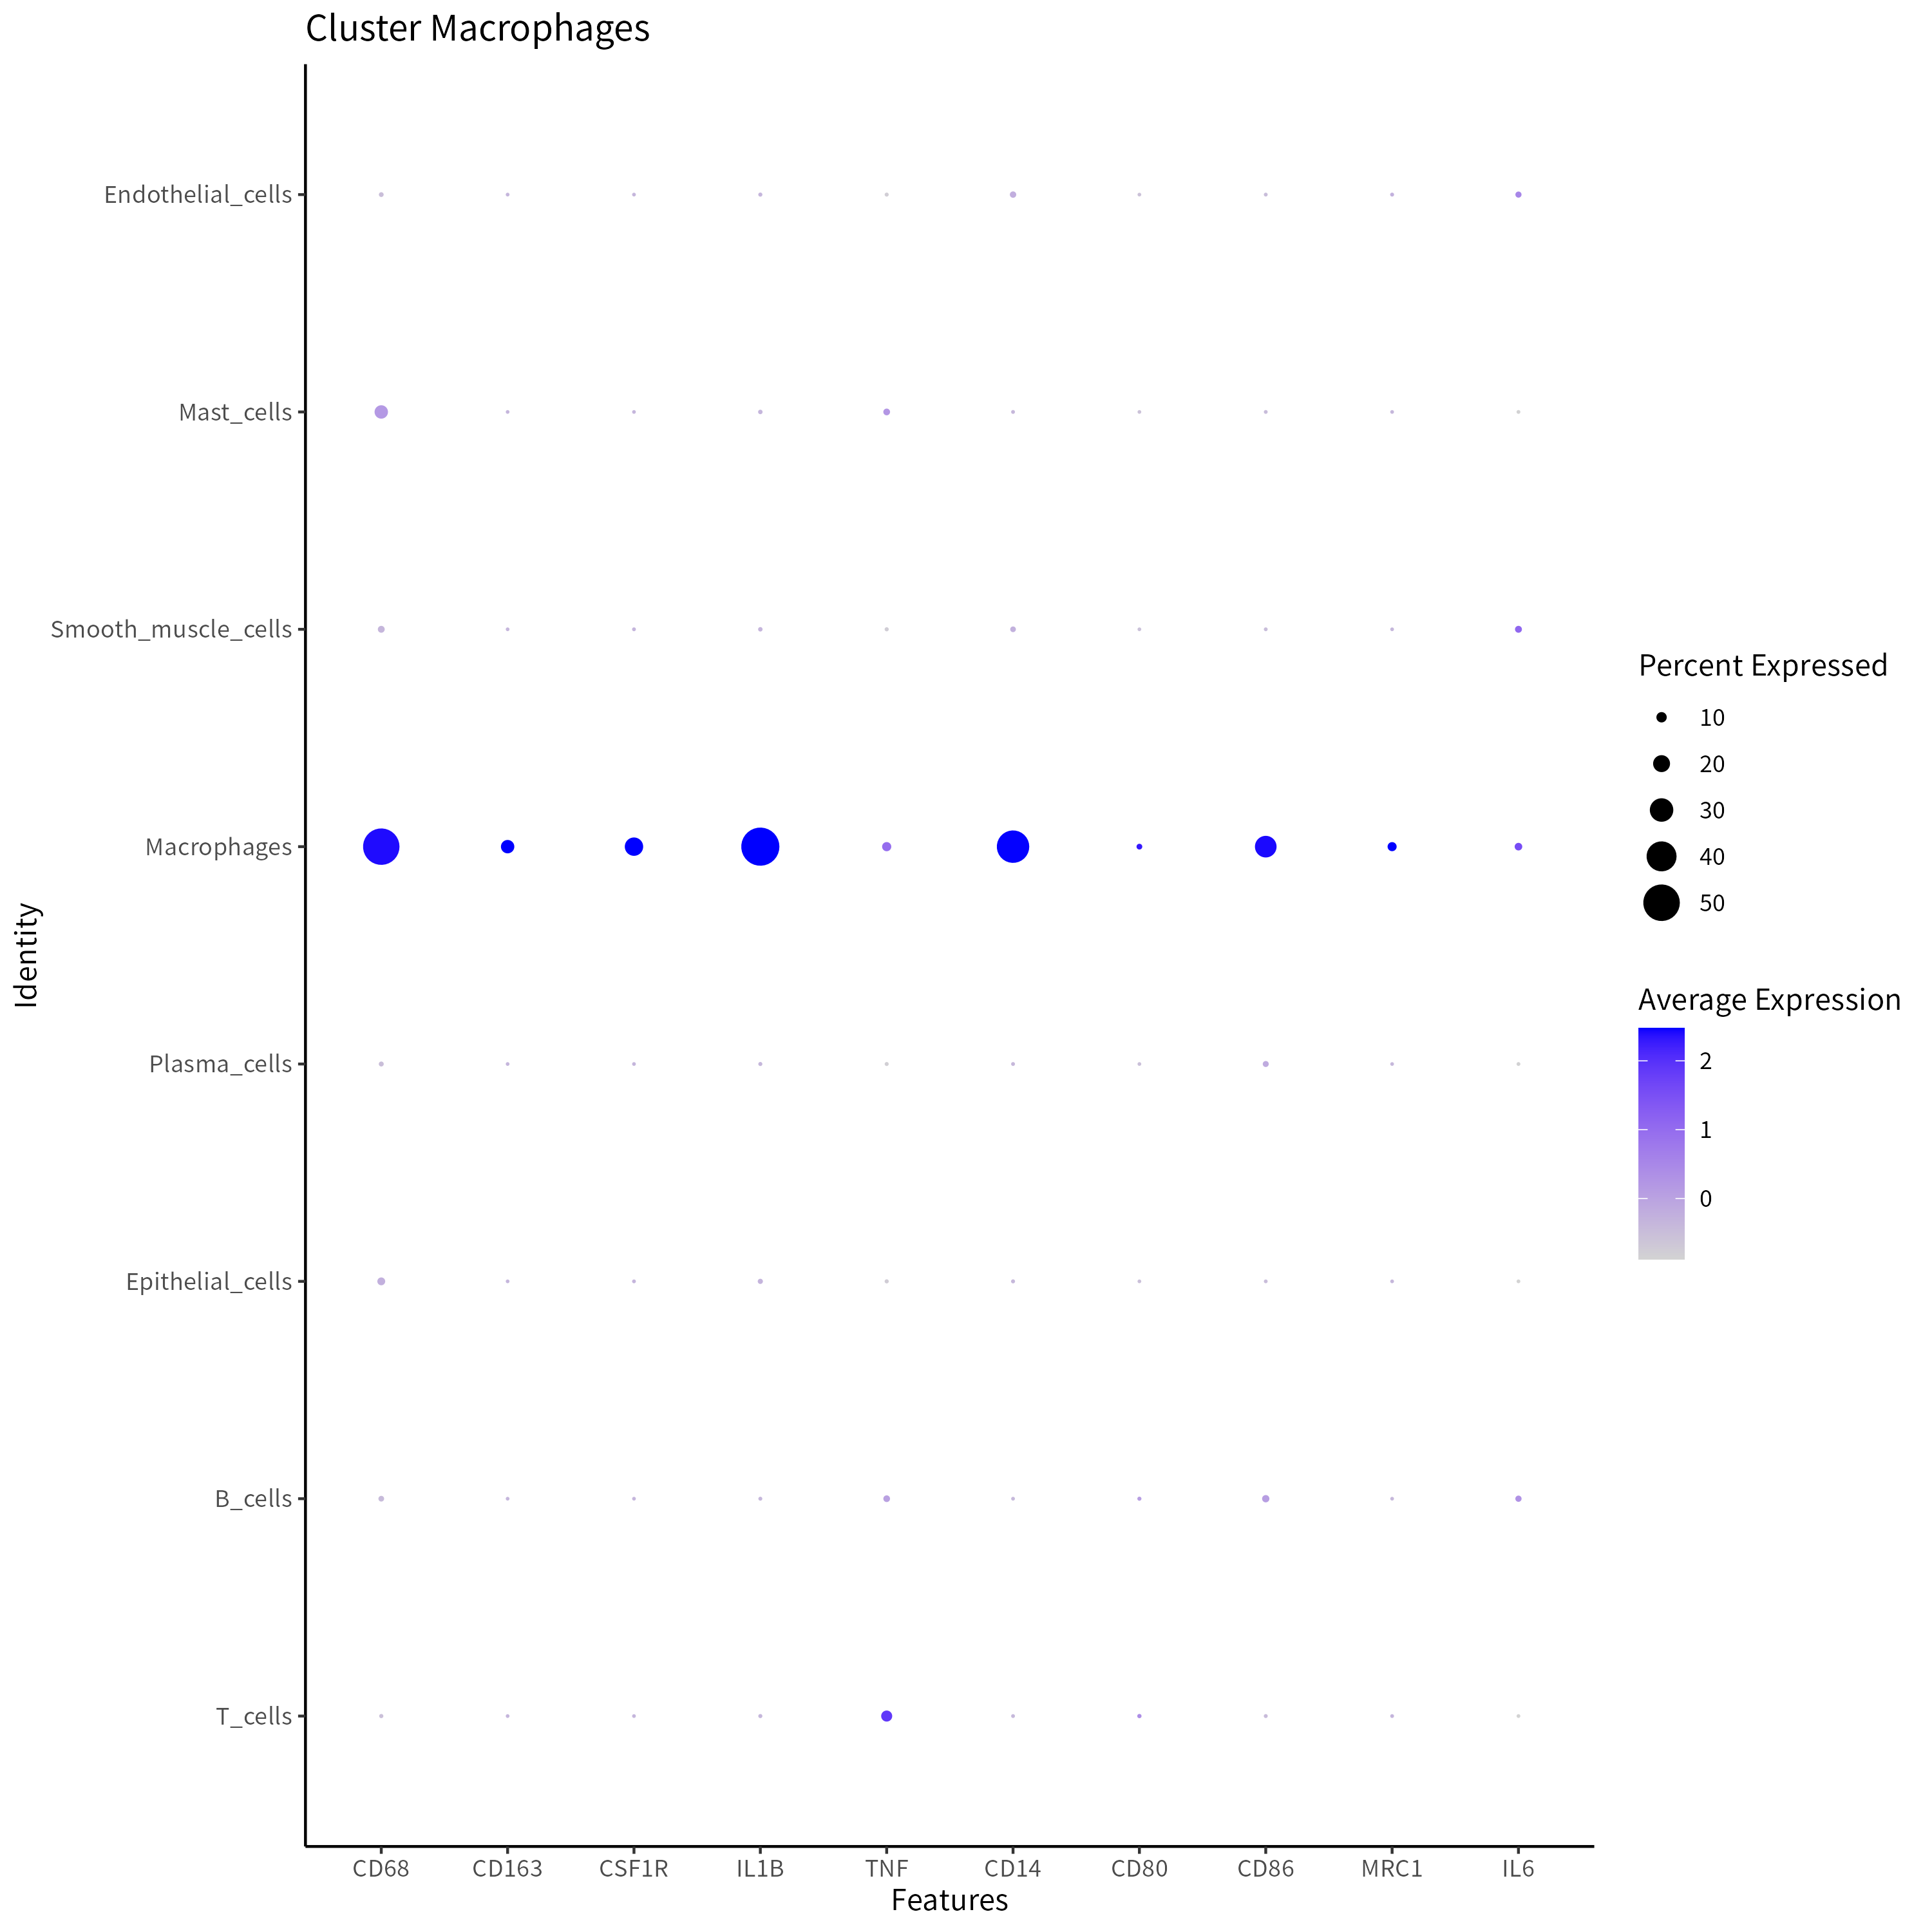 Cluster Macrophages
Endothelial_cells
Mast_cells
Smooth_muscle_cells
Macrophages
Plasma_cells
Epithelial_cells
B_cells
T_cells
Identity
CD68 CD163 CSF1R IL1B TNF CD14 CD80 CD86 MRC1 IL6
Features
Percent Expressed
10
20
30
40
50
Average Expression
2
1
0